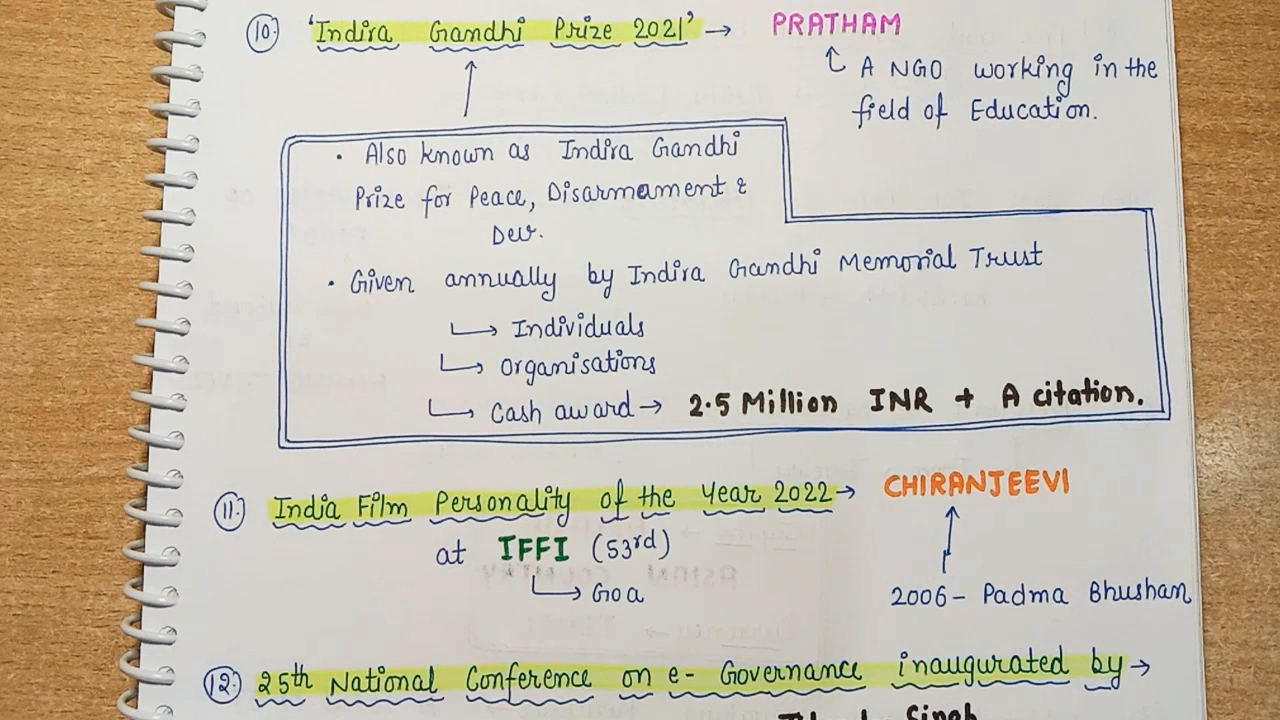 10. 'Indira Gandhi Prize 2021' → PRATHAM
A NGO working in the
field of Education.
• Also known as Indira Gandhi
Prize for Peace, Disarmament &
Dev.
• Given annually by Indira Gandhi Memorial Trust
↳ Individuals
↳ Organisations
↳ Cash award → 2.5 Million INR + A citation.
11. India Film Personality of the Year 2022 → CHIRANJEEVI
at IFFI (53rd)
↳ Goa
2006 - Padma Bhushan
12. 25th National Conference on e- Governance inaugurated by →
Singh